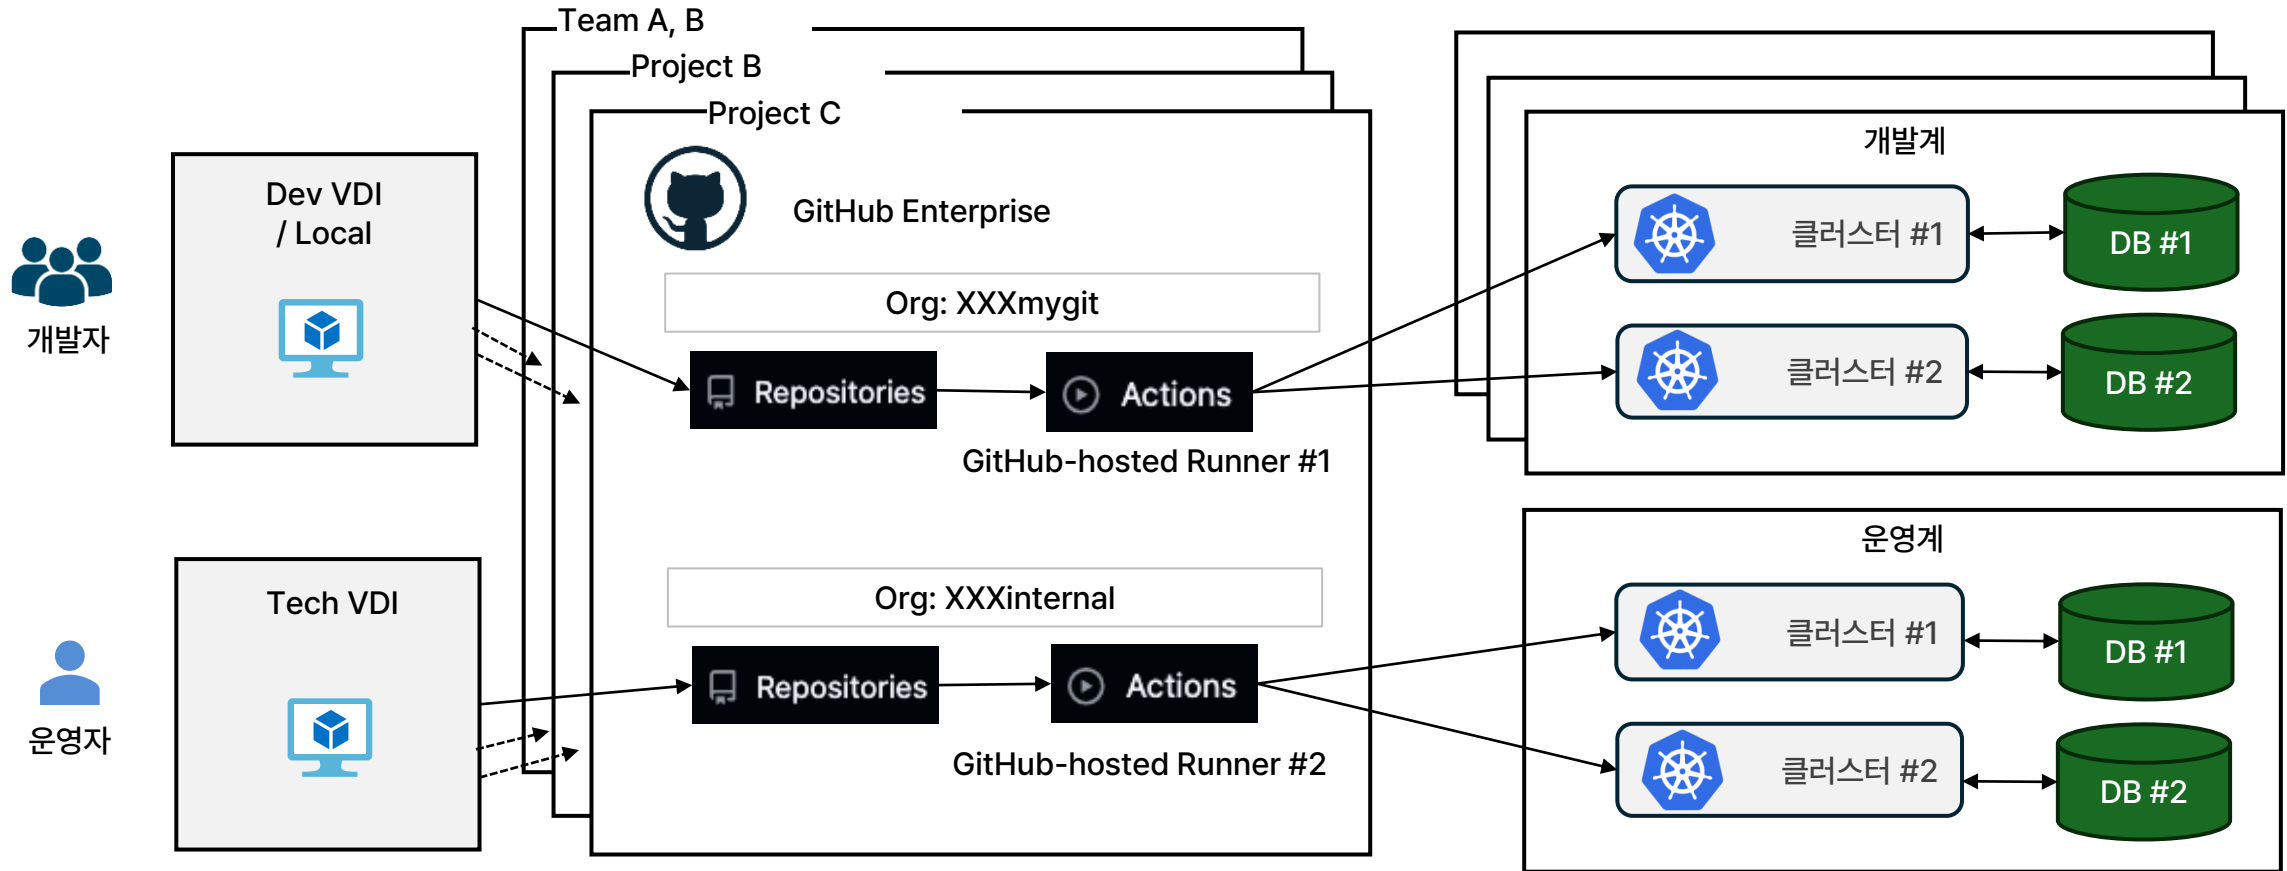 Team A, B
Project B
Project C
Dev VDI
/ Local
개발자
GitHub Enterprise
Org: XXXmygit
Repositories
Actions
GitHub-hosted Runner #1
개발계
클러스터 #1
DB #1
클러스터 #2
DB #2
Tech VDI
운영자
Org: XXXinternal
Repositories
Actions
GitHub-hosted Runner #2
운영계
클러스터 #1
DB #1
클러스터 #2
DB #2